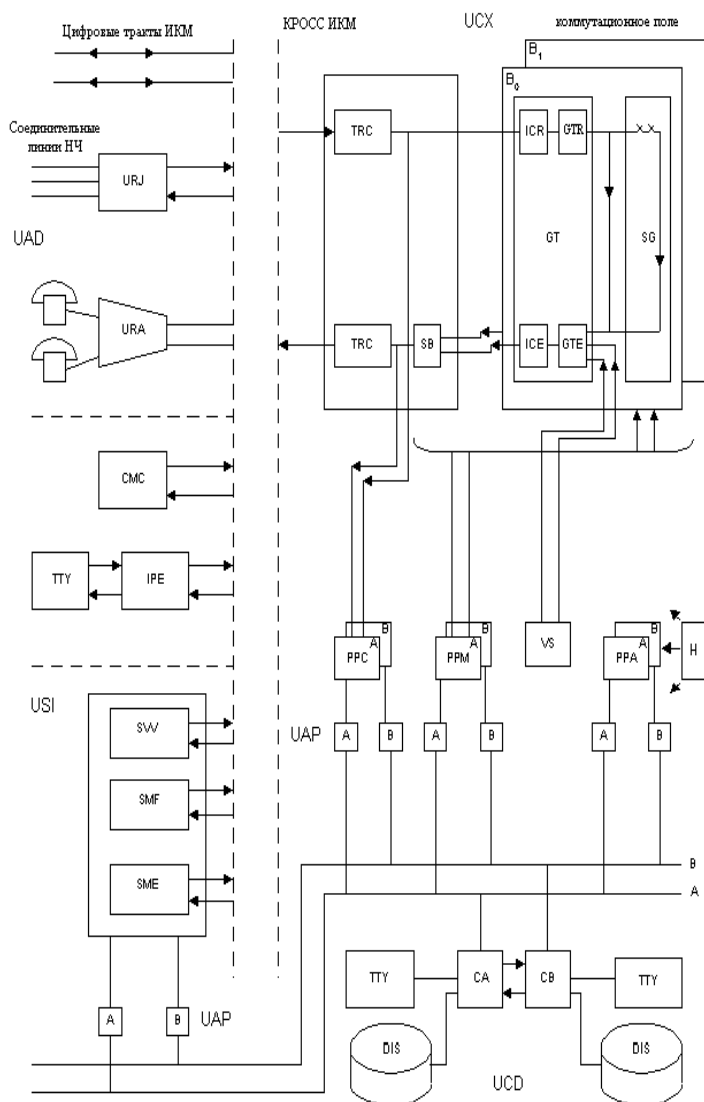 Цифровые тракты ИКМ
КРОСС ИКМ
UCX
коммутационное поле
B1
B0
Соединительные
линии НЧ
URJ
TRC
ICR
GTR
UAD
GT
SG
URA
TRC
SB
ICE
GTE
CMC
TTY
IPE
B
A
PPC
B
A
PPM
VS
B
A
PPA
H
USI
SW
UAP
A
B
A
B
A
B
SMF
SME
B
A
TTY
CA
CB
TTY
A
B
UAP
DIS
DIS
UCD